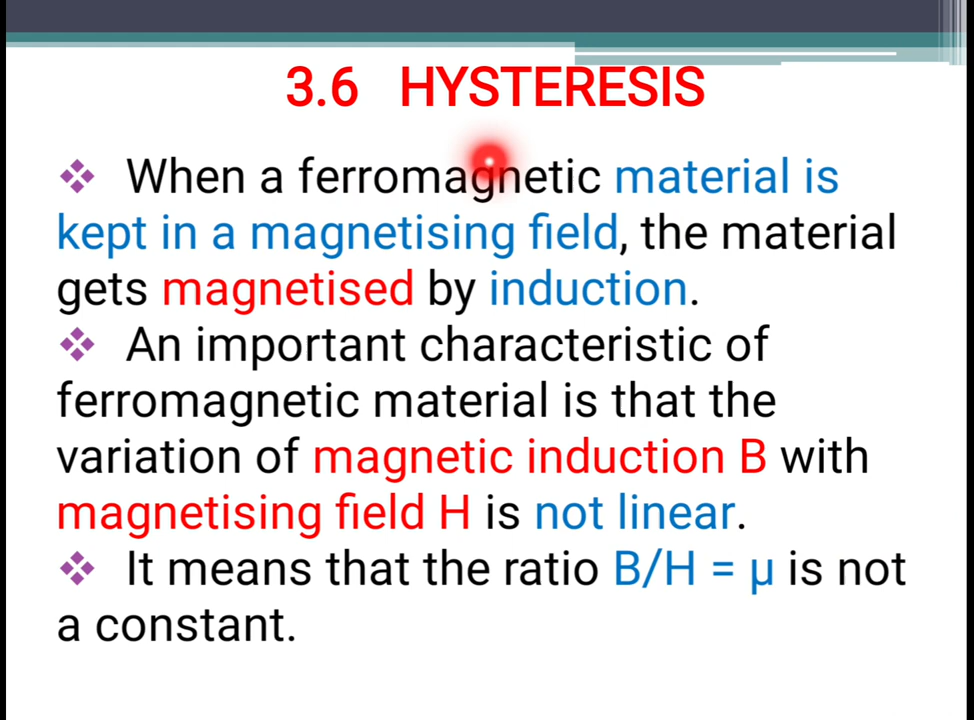 3.6 HYSTERESIS
❖ When a ferromagnetic material is
kept in a magnetising field, the material
gets magnetised by induction.
❖ An important characteristic of
ferromagnetic material is that the
variation of magnetic induction B with
magnetising field H is not linear.
❖ It means that the ratio B/H = μ is not
a constant.